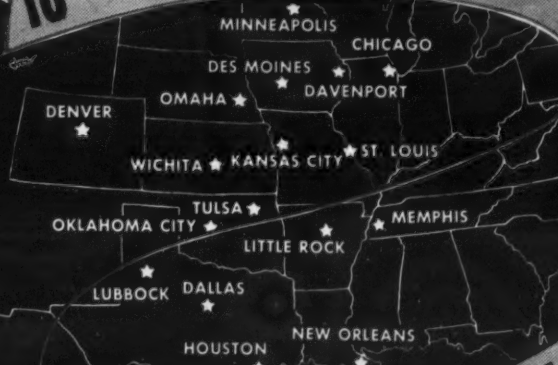 10
MINNEAPOLIS
CHICAGO
DES MOINES
DAVENPORT
OMAHA
DENVER
ST. LOUIS
WICHITA
KANSAS CITY
TULSA
MEMPHIS
OKLAHOMA CITY
LITTLE ROCK
DALLAS
LUBBOCK
NEW ORLEANS
HOUSTON